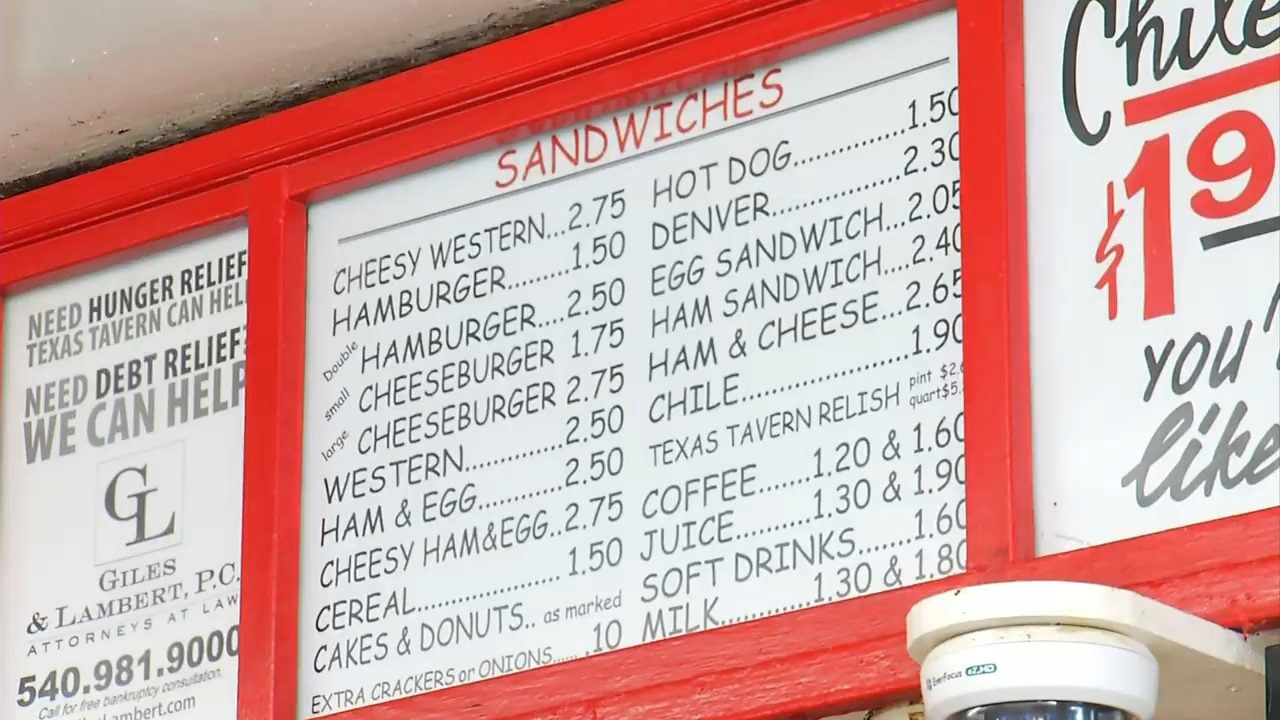 NEED HUNGER RELIEF
TEXAS TAVERN CAN HEL
NEED DEBT RELIEF?
WE CAN HELP
GL
GILES
& LAMBERT, P.C.
ATTORNEYS AT LAW
540.981.9000
Call for free bankruptcy consultation.
Lambert.com
SANDWICHES
CHEESY WESTERN...2.75
HAMBURGER.........1.50
Double HAMBURGER....2.50
small CHEESEBURGER 1.75
large CHEESEBURGER 2.75
WESTERN..............2.50
HAM & EGG............2.50
CHEESY HAM&EGG..2.75
CEREAL.................... 1.50
CAKES & DONUTS.. as marked
EXTRA CRACKERS or ONIONS...... .10
HOT DOG...............1.50
DENVER.................2.30
EGG SANDWICH...2.05
HAM SANDWICH....2.40
HAM & CHEESE...2.65
CHILE.......................1.90
TEXAS TAVERN RELISH pint $2.
quart$5.
COFFEE.......1.20 & 1.60
JUICE..........1.30 & 1.90
SOFT DRINKS.......1.60
MILK............1.30 & 1.80
Chile
$19
you'
like
EverFocus eZ.HD